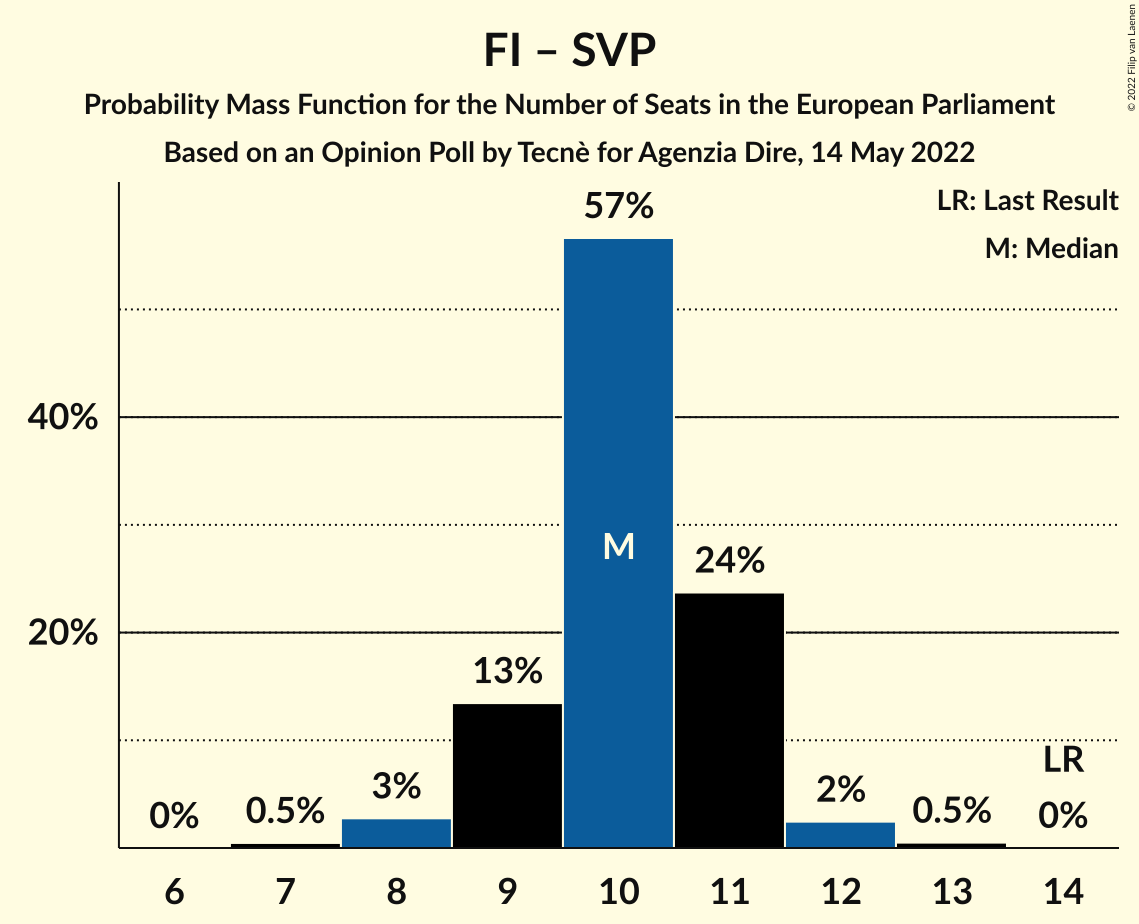 FI – SVP
Probability Mass Function for the Number of Seats in the European Parliament
Based on an Opinion Poll by Tecnè for Agenzia Dire, 14 May 2022
© 2022 Filip van Laenen
LR: Last Result
M: Median
57%
40%
M
24%
20%
13%
LR
3%
2%
0%
0.5%
0.5%
0%
6 7 8 9 10 11 12 13 14